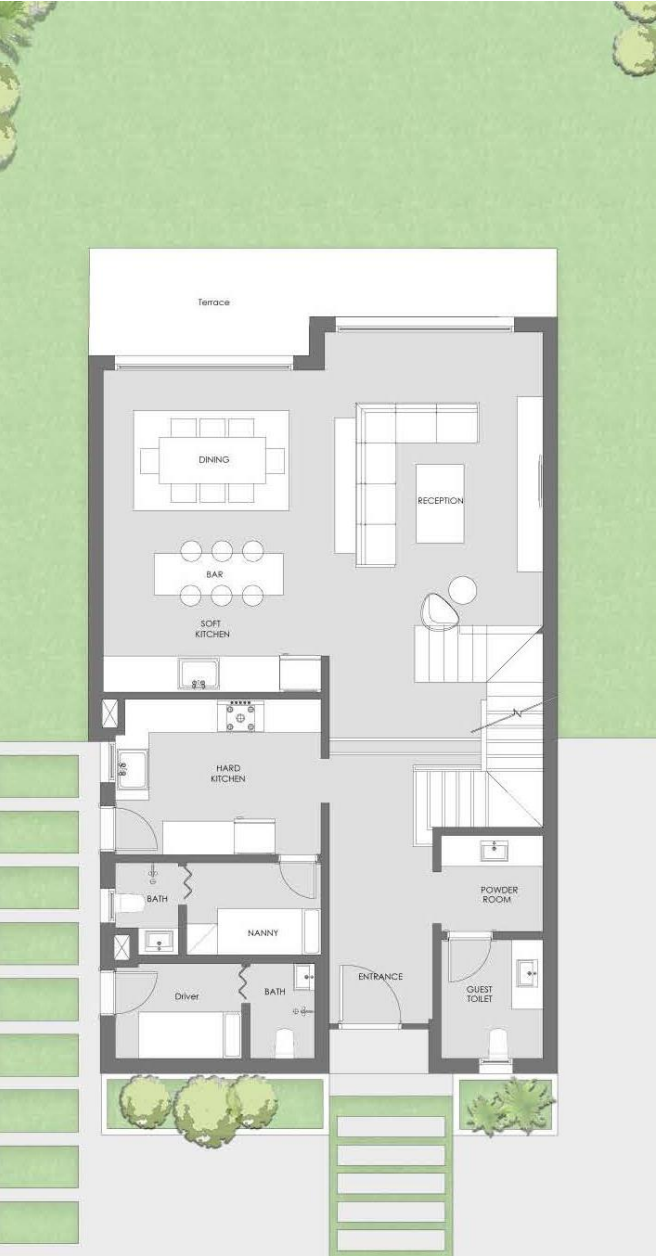 Terrace
DINING
RECEPTION
BAR
SOFT
KITCHEN
HARD
KITCHEN
BATH
NANNY
POWDER
ROOM
ENTRANCE
Driver
BATH
GUEST
TOILET